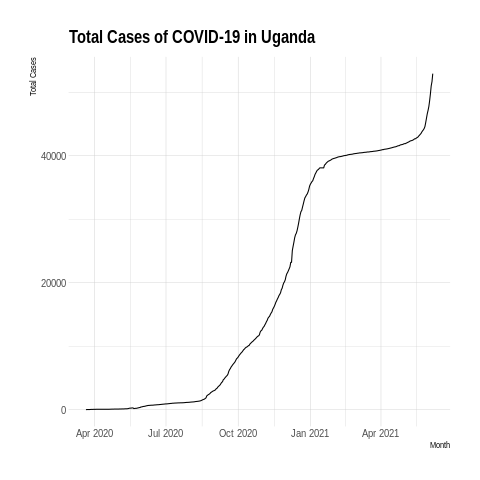 Total Cases of COVID-19 in Uganda
Total Cases
40000
20000
0
Apr 2020 Jul 2020 Oct 2020 Jan 2021 Apr 2021
Month